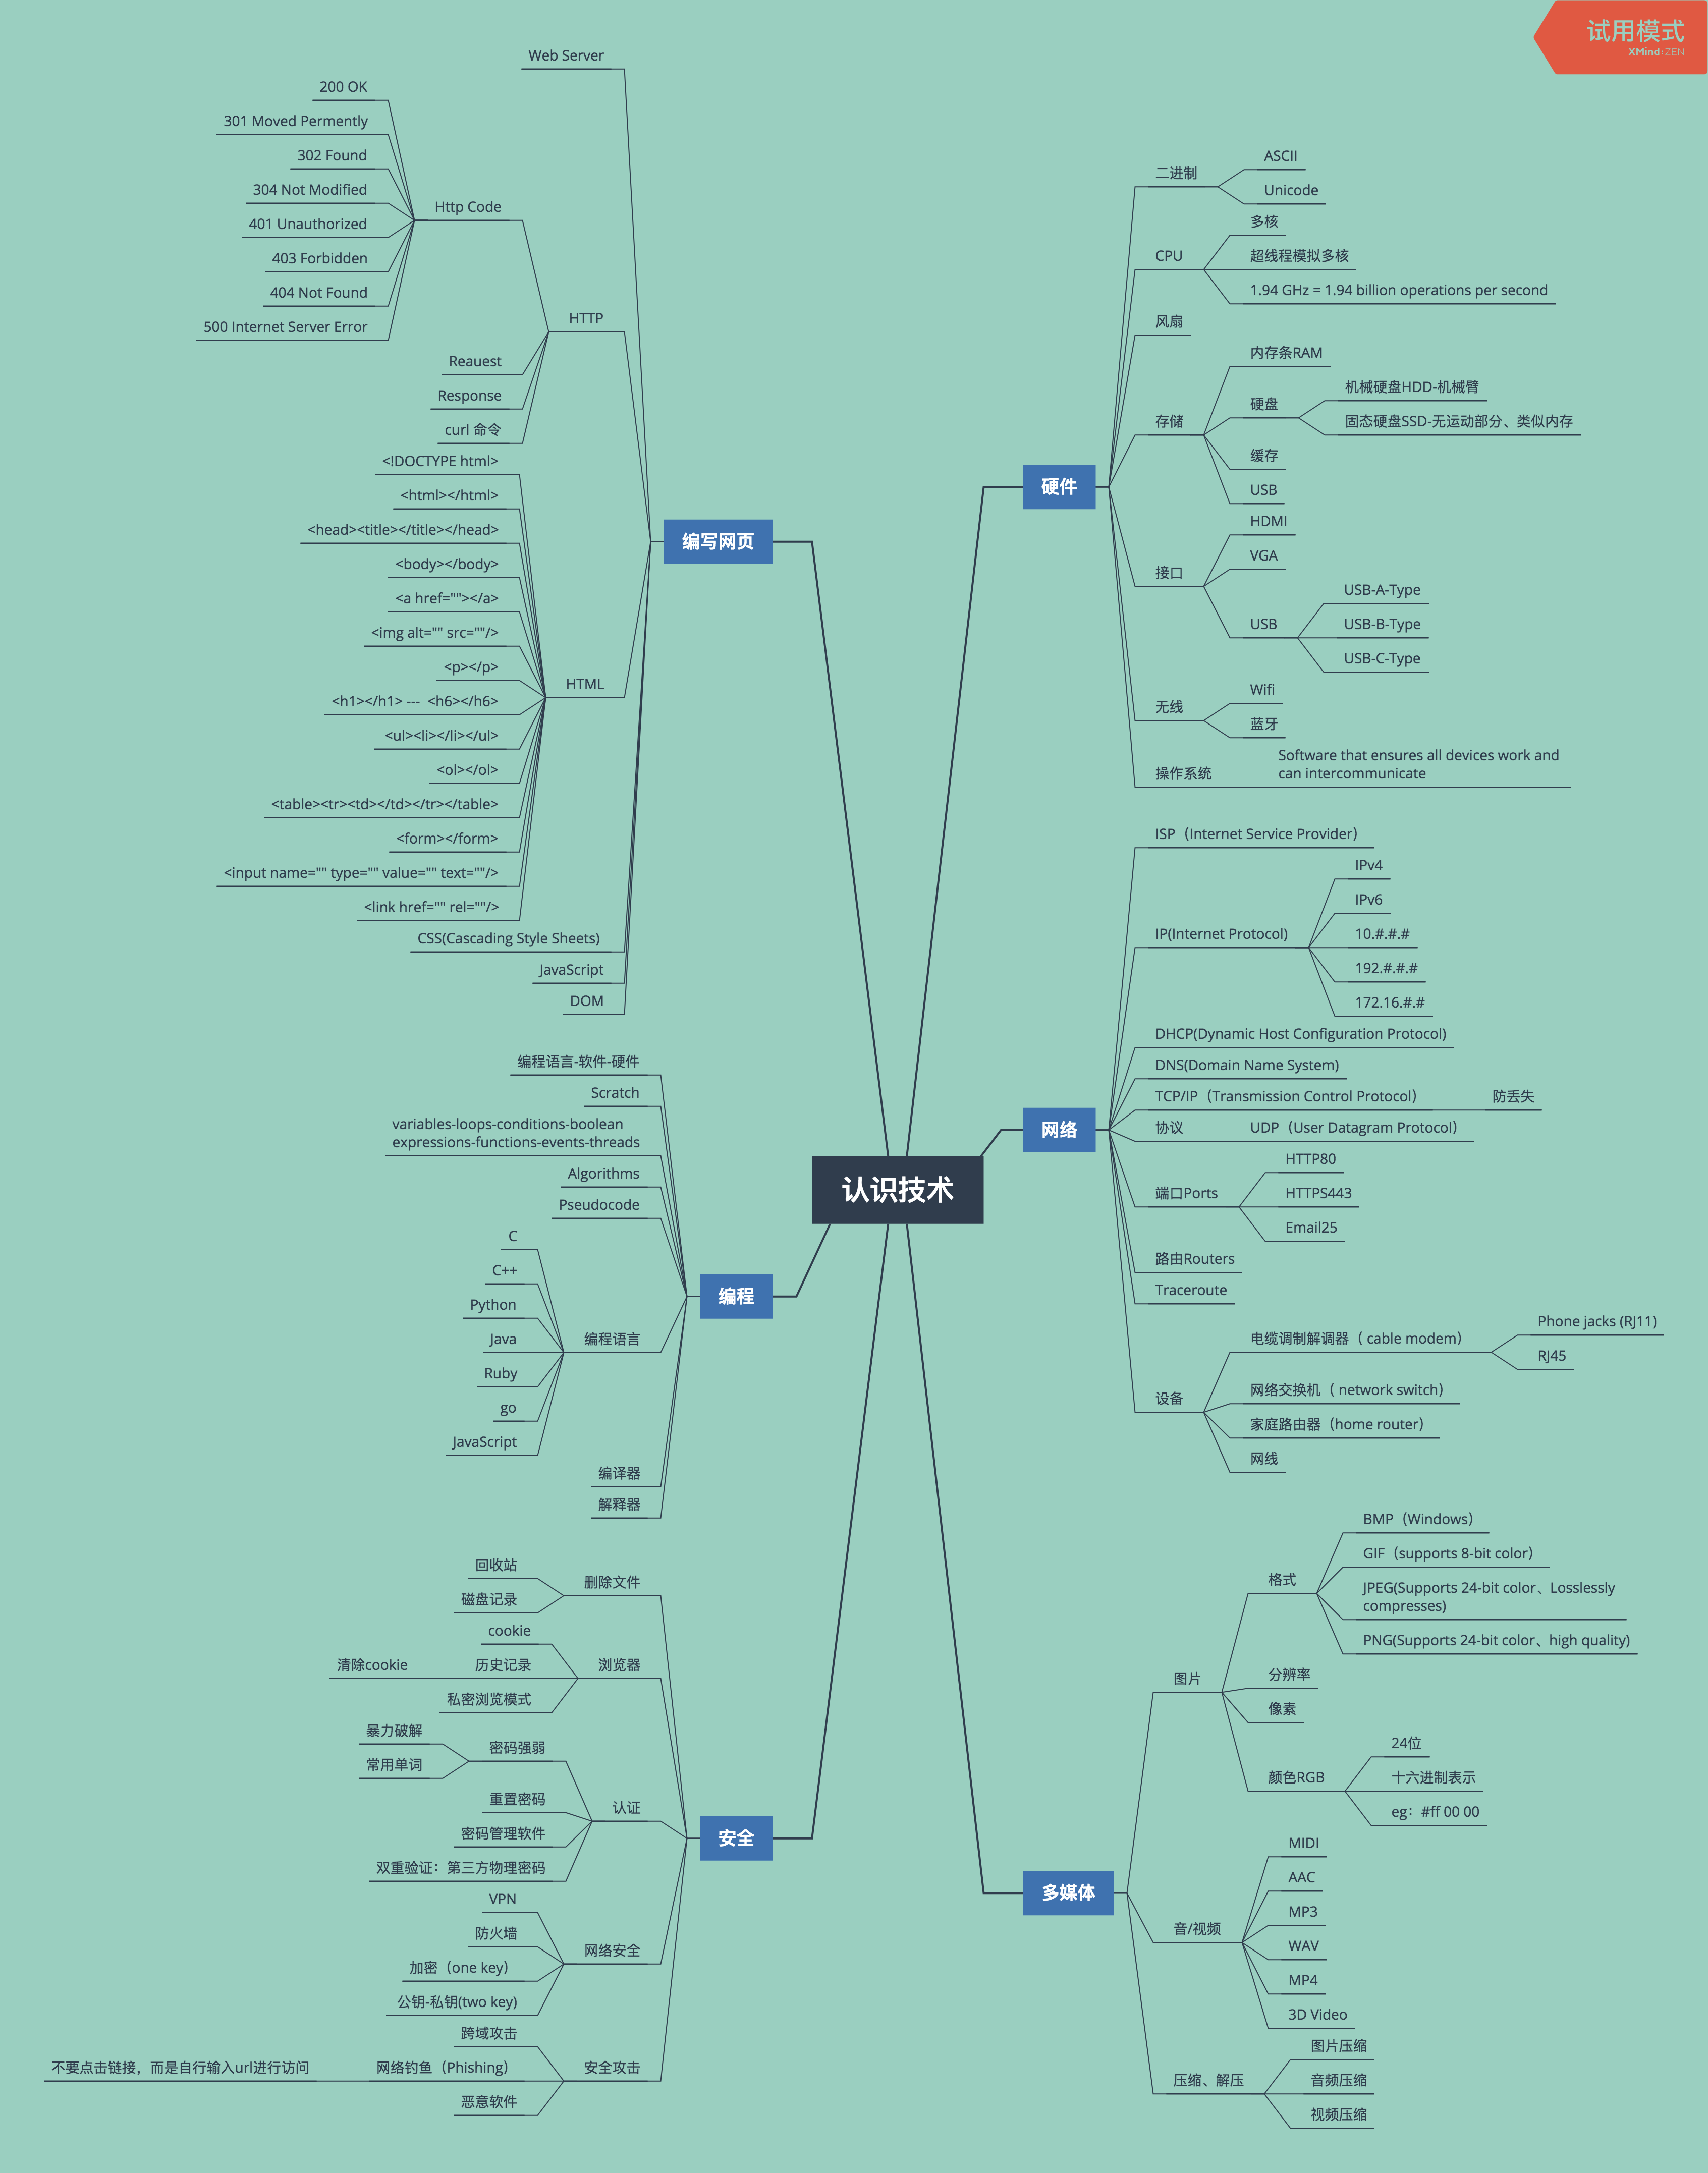 试用模式
XMind:ZEN
认识技术
硬件
二进制
ASCII
Unicode
CPU
多核
超线程模拟多核
1.94 GHz = 1.94 billion operations per second
风扇
存储
内存条RAM
硬盘
机械硬盘HDD-机械臂
固态硬盘SSD-无运动部分、类似内存
缓存
USB
接口
HDMI
VGA
USB
USB-A-Type
USB-B-Type
USB-C-Type
无线
Wifi
蓝牙
操作系统
Software that ensures all devices work and
can intercommunicate
网络
ISP（Internet Service Provider）
IP(Internet Protocol)
IPv4
IPv6
10.#.#.#
192.#.#.#
172.16.#.#
DHCP(Dynamic Host Configuration Protocol)
DNS(Domain Name System)
TCP/IP（Transmission Control Protocol）
防丢失
协议
UDP（User Datagram Protocol）
端口Ports
HTTP80
HTTPS443
Email25
路由Routers
Traceroute
设备
电缆调制解调器（ cable modem）
Phone jacks (RJ11)
RJ45
网络交换机（ network switch）
家庭路由器（home router）
网线
多媒体
图片
格式
BMP（Windows）
GIF（supports 8-bit color）
JPEG(Supports 24-bit color、Losslessly
compresses)
PNG(Supports 24-bit color、high quality)
分辨率
像素
颜色RGB
24位
十六进制表示
eg：#ff 00 00
音/视频
MIDI
AAC
MP3
WAV
MP4
3D Video
压缩、解压
图片压缩
音频压缩
视频压缩
编写网页
Web Server
HTTP
Http Code
200 OK
301 Moved Permently
302 Found
304 Not Modified
401 Unauthorized
403 Forbidden
404 Not Found
500 Internet Server Error
Reauest
Response
curl 命令
HTML
<!DOCTYPE html>
<html></html>
<head><title></title></head>
<body></body>
<a href=""></a>
<img alt="" src=""/>
<p></p>
<h1></h1> --- <h6></h6>
<ul><li></li></ul>
<ol></ol>
<table><tr><td></td></tr></table>
<form></form>
<input name="" type="" value="" text=""/>
<link href="" rel=""/>
CSS(Cascading Style Sheets)
JavaScript
DOM
编程
编程语言-软件-硬件
Scratch
variables-loops-conditions-boolean
expressions-functions-events-threads
Algorithms
Pseudocode
编程语言
C
C++
Python
Java
Ruby
go
JavaScript
编译器
解释器
安全
删除文件
回收站
磁盘记录
浏览器
cookie
历史记录
清除cookie
私密浏览模式
认证
密码强弱
暴力破解
常用单词
重置密码
密码管理软件
双重验证：第三方物理密码
网络安全
VPN
防火墙
加密（one key）
公钥-私钥(two key)
安全攻击
跨域攻击
网络钓鱼（Phishing）
不要点击链接，而是自行输入url进行访问
恶意软件